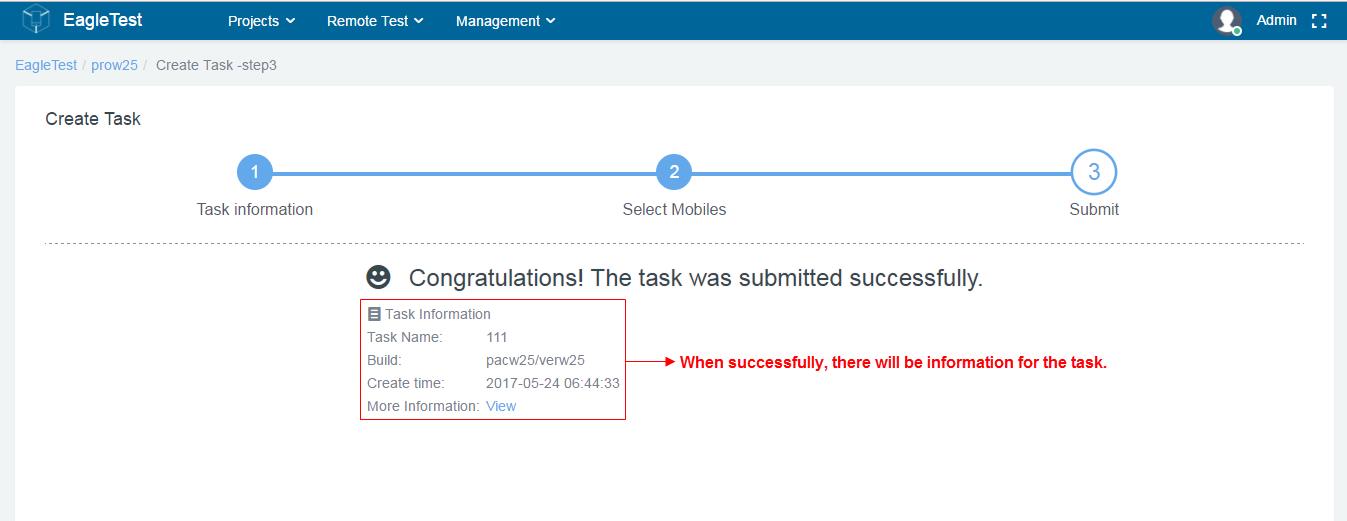 EagleTest Projects Remote Test Management Admin
EagleTest / prow25 / Create Task -step3
Create Task
1 2 3
Task information Select Mobiles Submit
Congratulations! The task was submitted successfully.
Task Information
Task Name: 111
Build: pacw25/verw25
Create time: 2017-05-24 06:44:33
More Information: View
When successfully, there will be information for the task.